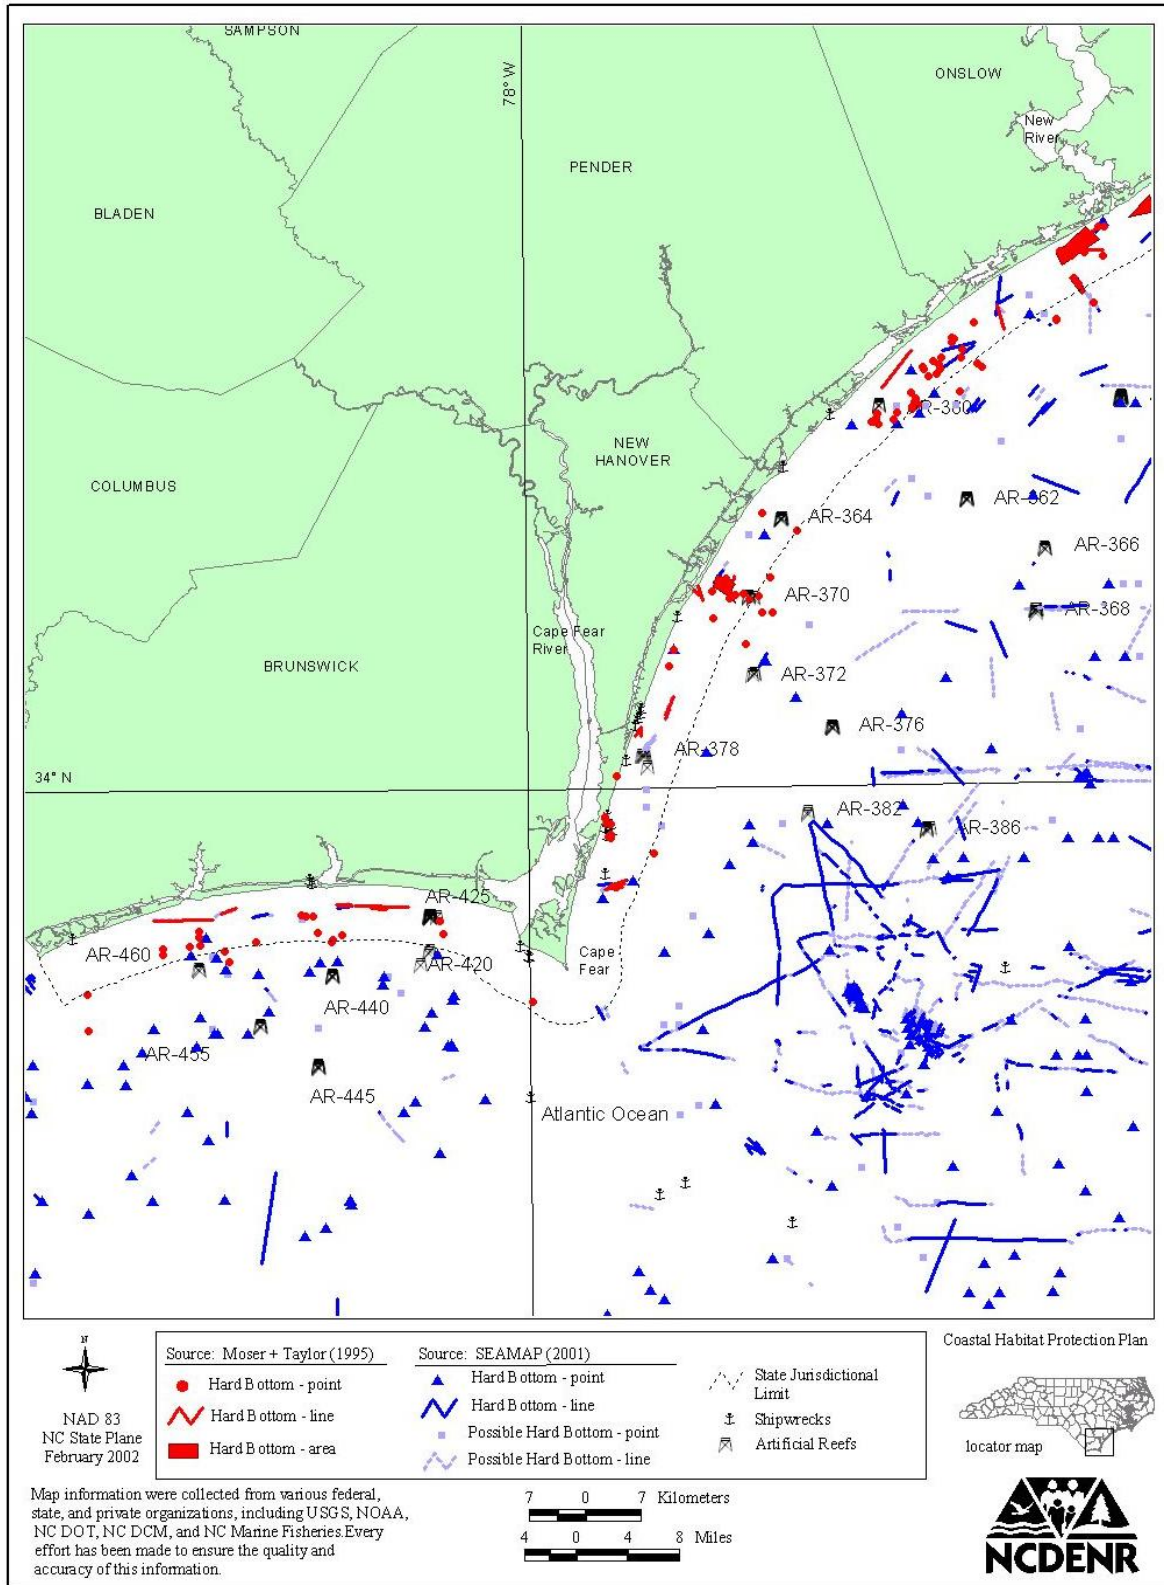 SAMPSON
78° W
ONSLOW
New
River
PENDER
BLADEN
AR-360
NEW
HANOVER
COLUMBUS
AR-362
AR-364
AR-366
AR-370
AR-368
Cape Fear
River
BRUNSWICK
AR-372
AR-376
AR-378
34° N
AR-382
AR-386
AR-425
AR-460
AR-420
Cape
Fear
AR-440
AR-455
AR-445
Atlantic Ocean
N
NAD 83
NC State Plane
February 2002
Source: Moser + Taylor (1995)
Hard Bottom - point
Hard Bottom - line
Hard Bottom - area
Source: SEAMAP (2001)
Hard Bottom - point
Hard Bottom - line
Possible Hard Bottom - point
Possible Hard Bottom - line
State Jurisdictional
Limit
Shipwrecks
Artificial Reefs
Coastal Habitat Protection Plan
locator map
Map information were collected from various federal,
state, and private organizations, including USGS, NOAA,
NC DOT, NC DCM, and NC Marine Fisheries.Every
effort has been made to ensure the quality and
accuracy of this information.
7 0 7 Kilometers
4 0 4 8 Miles
NCDENR